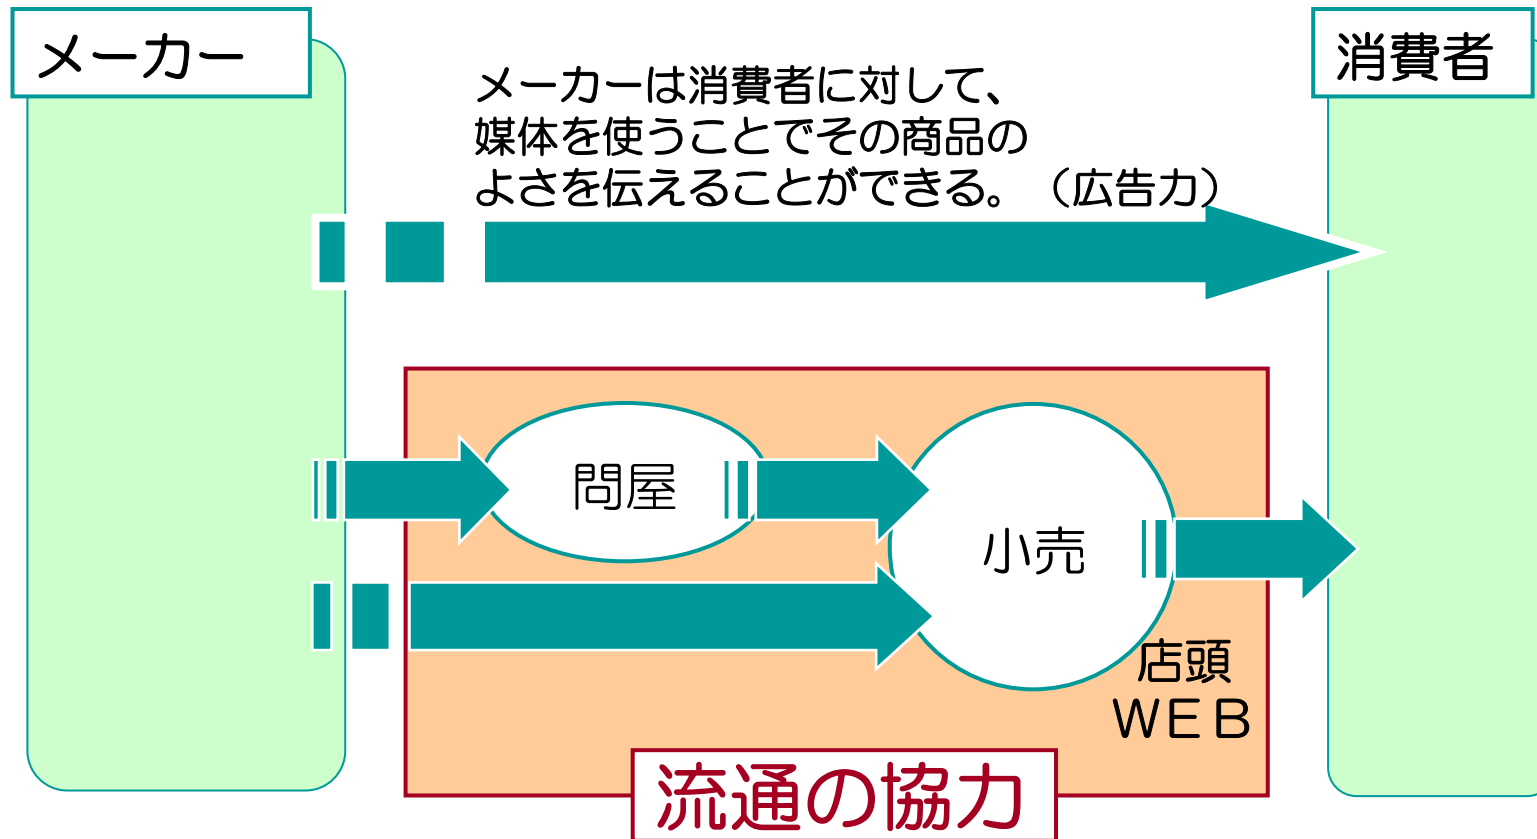 メーカー
消費者
メーカーは消費者に対して、
媒体を使うことでその商品の
よさを伝えることができる。（広告力）
問屋
小売
店頭
ＷＥＢ
流通の協力